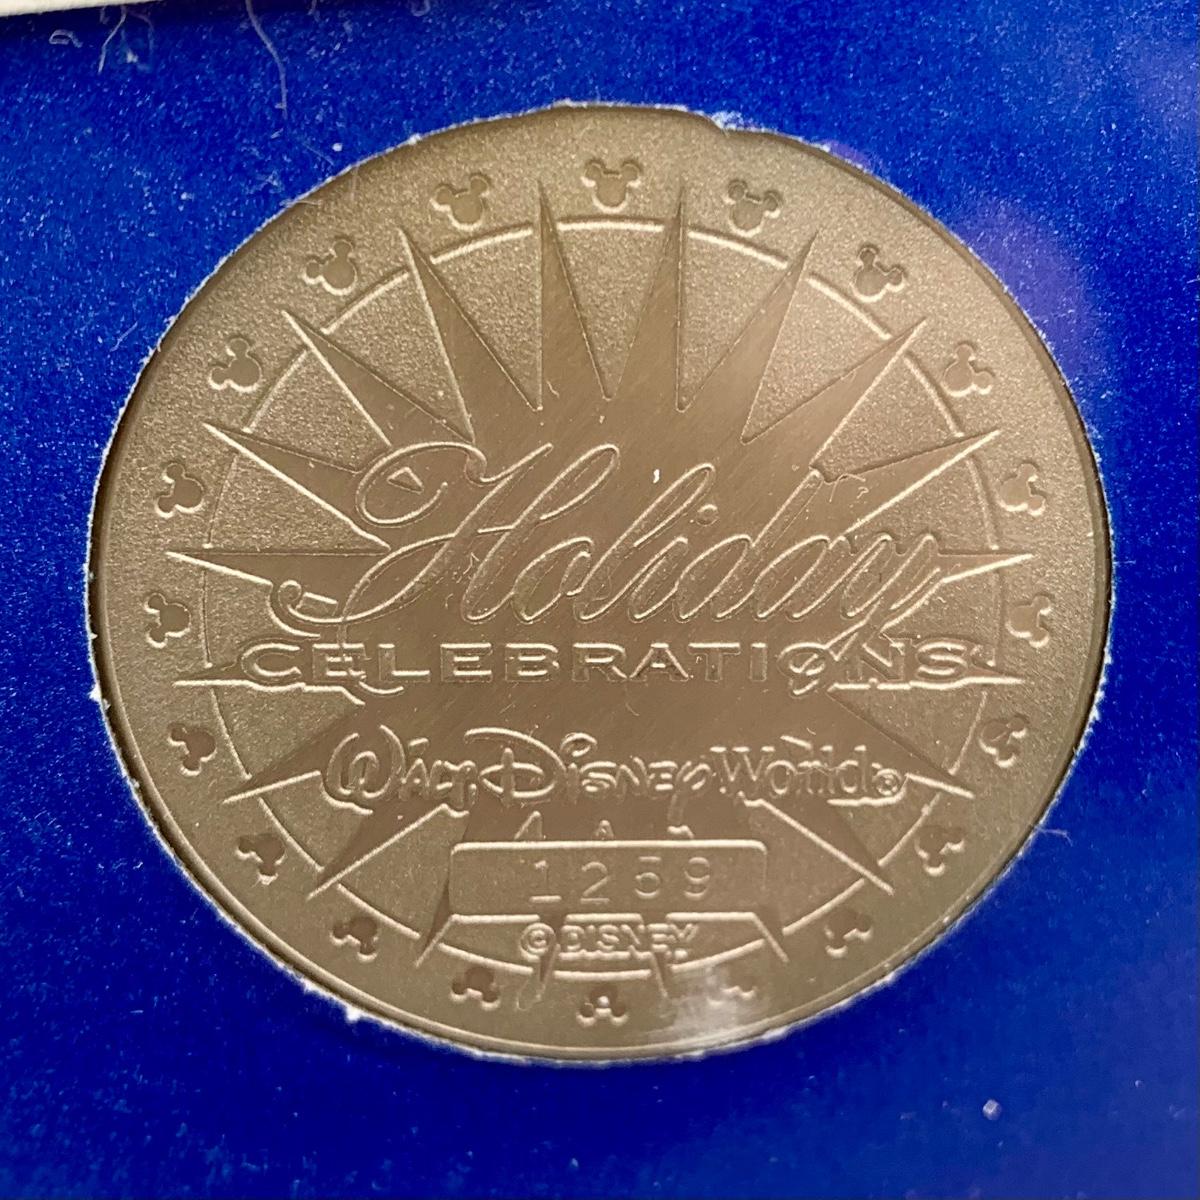 Holiday
CELEBRATIONS
Walt Disney World®
1259
© DISNEY